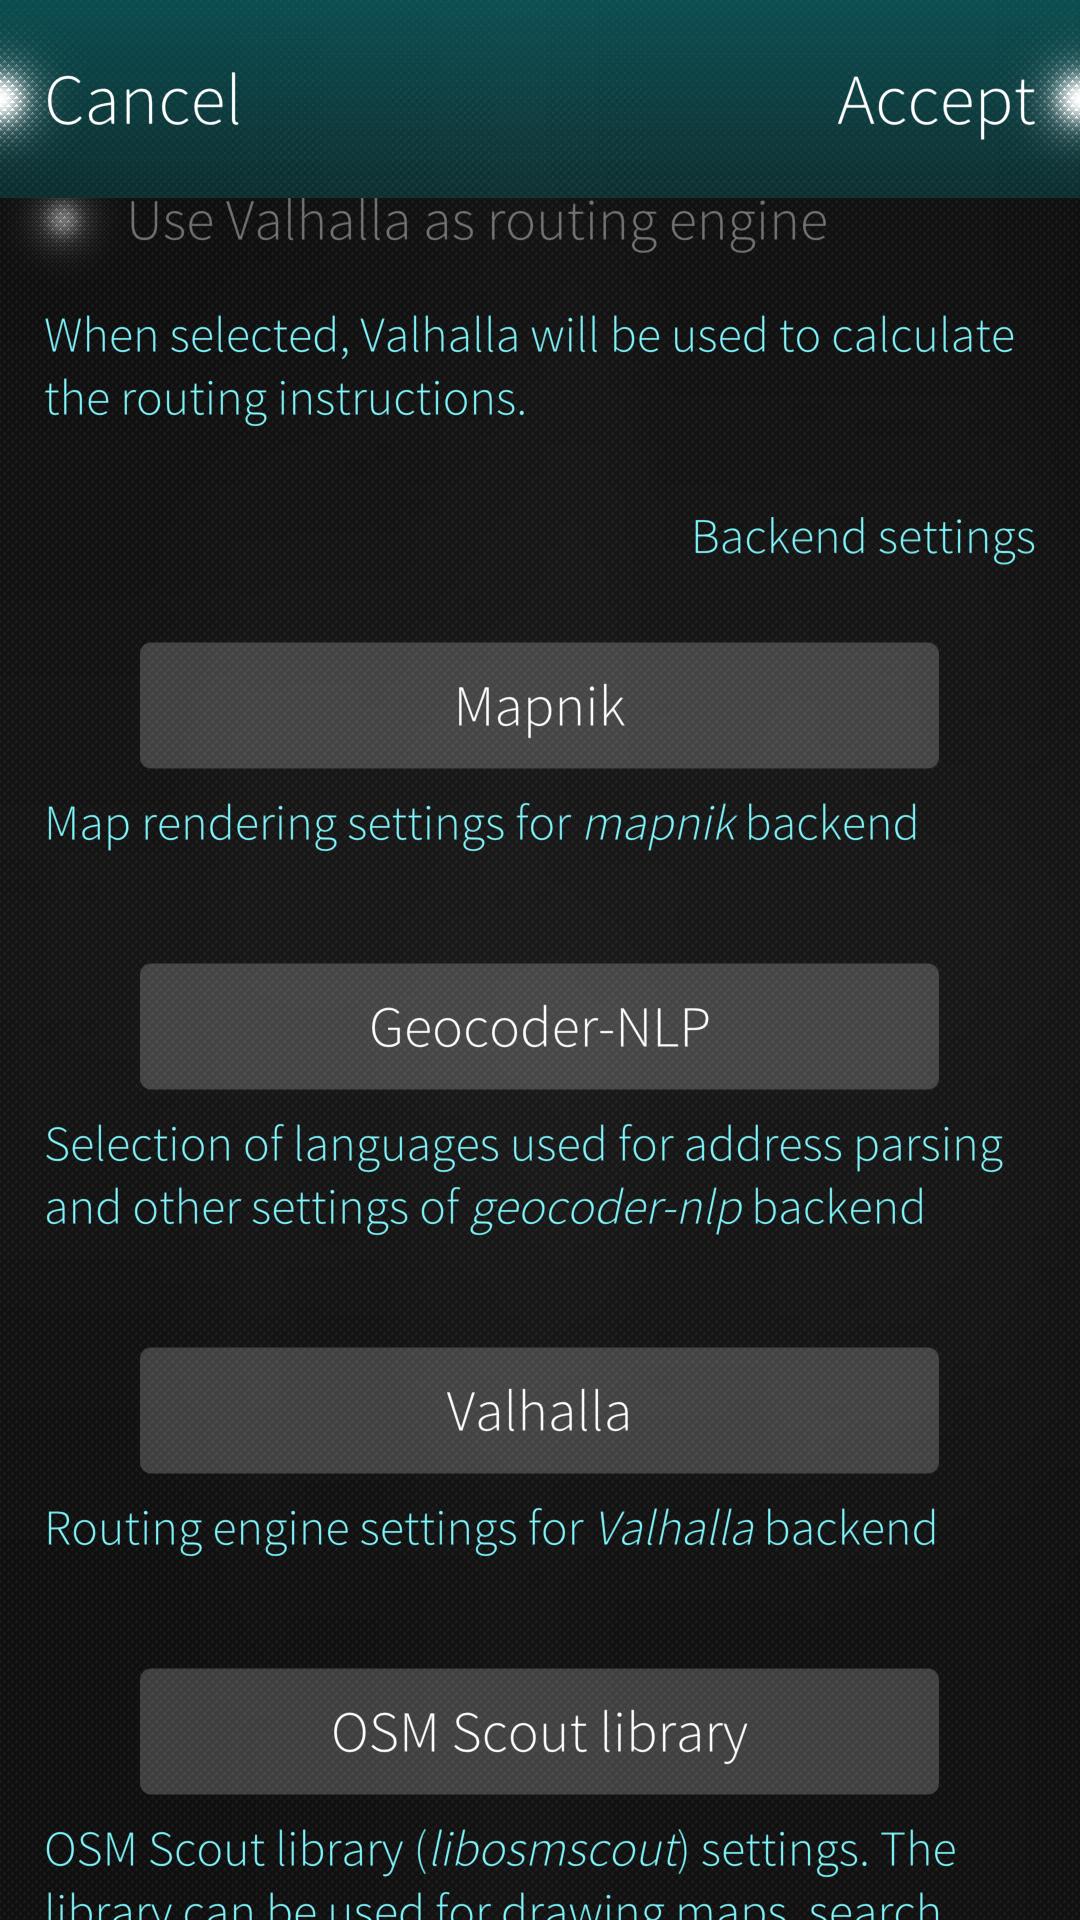 Cancel
Accept
Use Valhalla as routing engine
When selected, Valhalla will be used to calculate
the routing instructions.
Backend settings
Mapnik
Map rendering settings for mapnik backend
Geocoder-NLP
Selection of languages used for address parsing
and other settings of geocoder-nlp backend
Valhalla
Routing engine settings for Valhalla backend
OSM Scout library
OSM Scout library (libosmscout) settings. The
library can be used for drawing maps, search